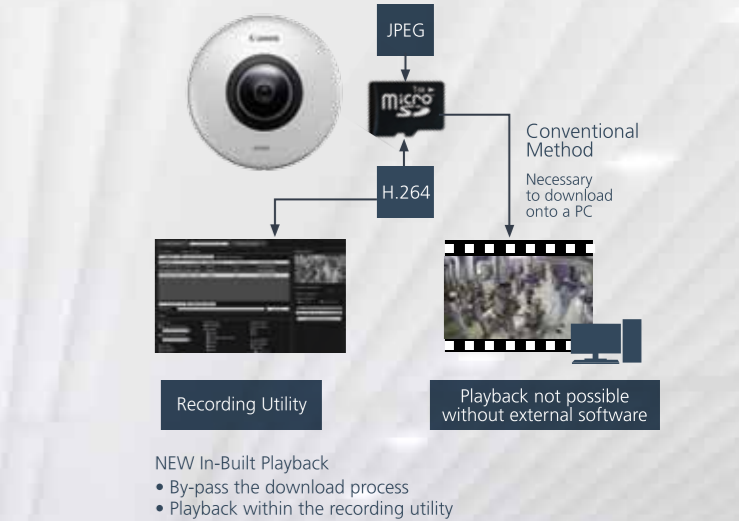 Canon
JPEG
micro
SD
H.264
Conventional
Method
Necessary
to download
onto a PC
Recording Utility
Playback not possible
without external software
NEW In-Built Playback
• By-pass the download process
• Playback within the recording utility